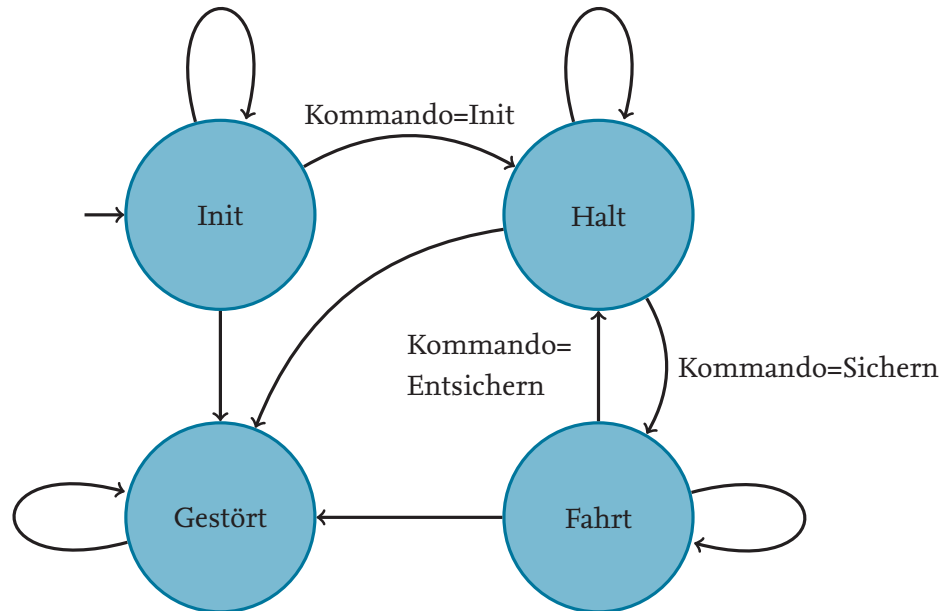 Kommando=Init
Init
Halt
Kommando=
Entsichern
Kommando=Sichern
Gestört
Fahrt